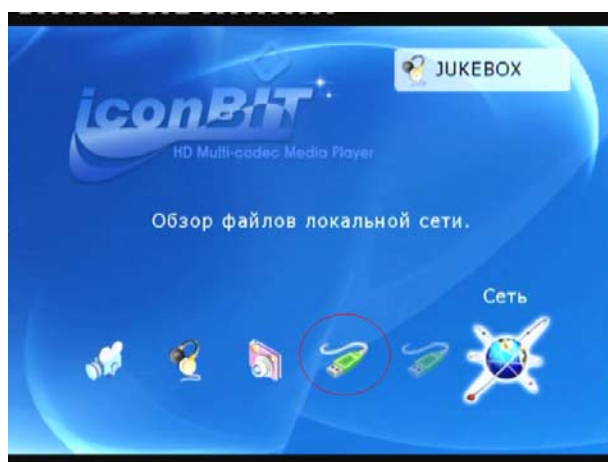 JUKEBOX
iconBIT
HD Multi-codec Media Player
Обзор файлов локальной сети.
Сеть